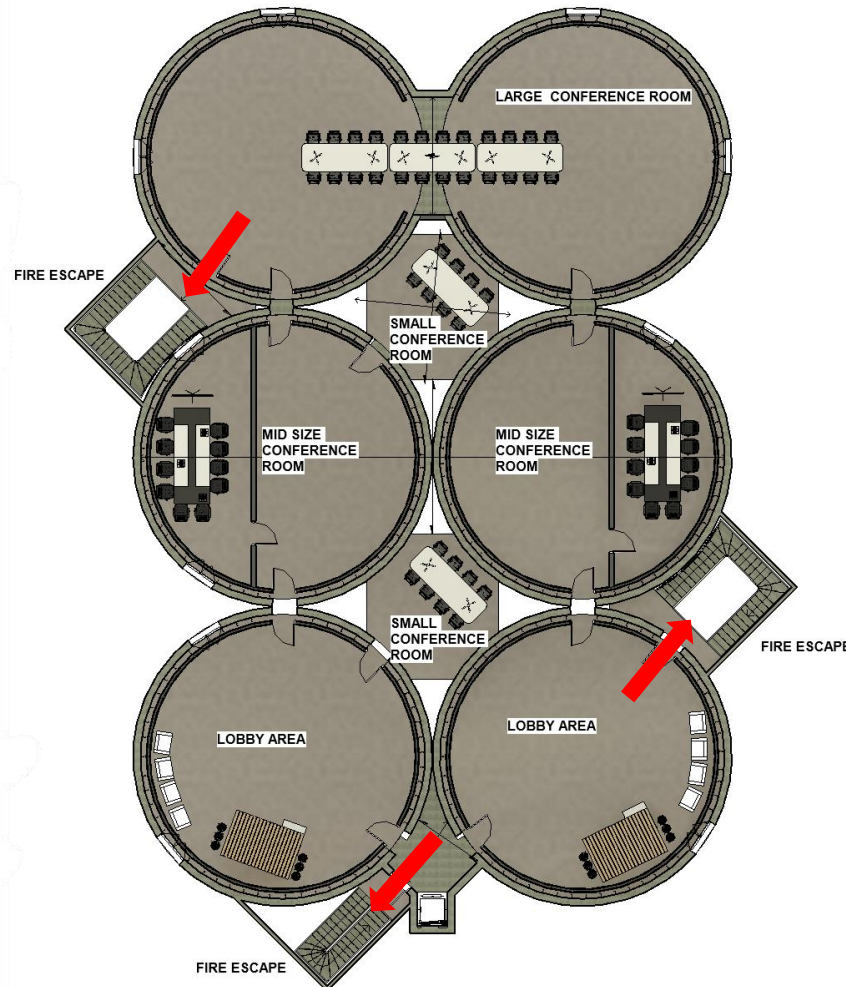 LARGE CONFERENCE ROOM
FIRE ESCAPE
SMALL
CONFERENCE
ROOM
MID SIZE
CONFERENCE
ROOM
MID SIZE
CONFERENCE
ROOM
SMALL
CONFERENCE
ROOM
FIRE ESCAPE
LOBBY AREA
LOBBY AREA
FIRE ESCAPE